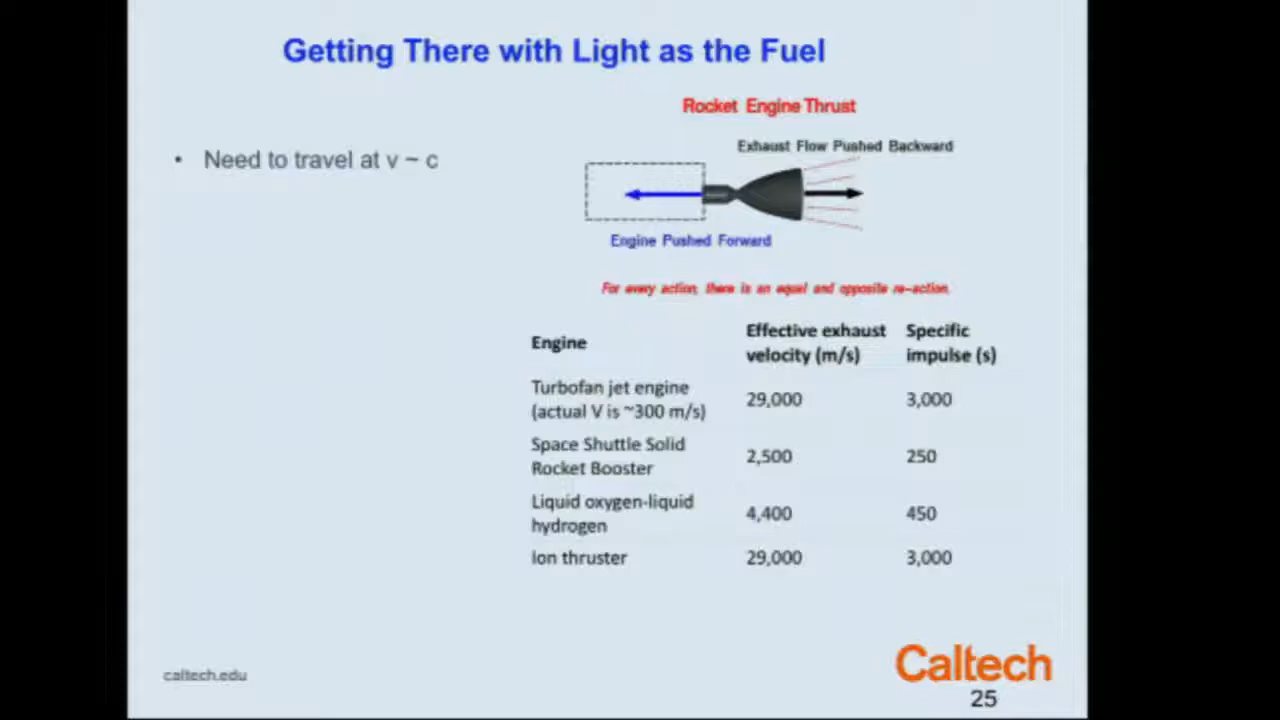 Getting There with Light as the Fuel
• Need to travel at v ~ c
Rocket Engine Thrust
Exhaust Flow Pushed Backward
Engine Pushed Forward
For every action, there is an equal and opposite re-action.
Engine
Effective exhaust
velocity (m/s)
Specific
impulse (s)
Turbofan jet engine
(actual V is ~300 m/s)
29,000
3,000
Space Shuttle Solid
Rocket Booster
2,500
250
Liquid oxygen-liquid
hydrogen
4,400
450
Ion thruster
29,000
3,000
caltech.edu
Caltech
25